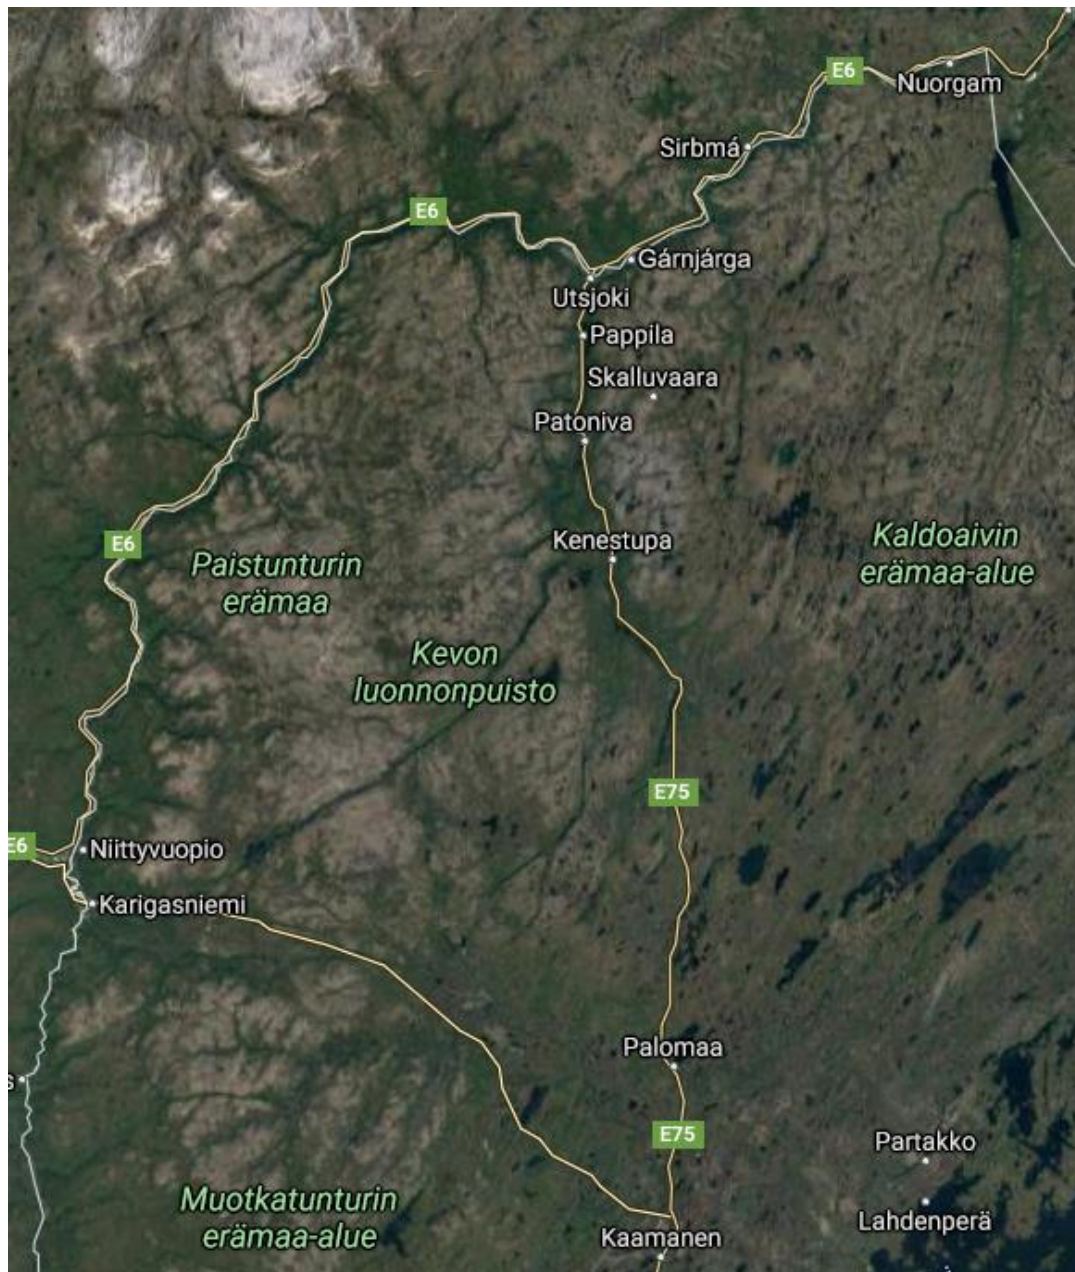 E6
Nuorgam
Sirbmá
E6
Gárnjárga
Utsjoki
Pappila
Skalluvaara
Patoniva
Kenestupa
Kaldoaivin
erämaa-alue
E6
Paistunturin
erämaa
Kevon
luonnonpuisto
E75
E6
Niittyvuopio
Karigasniemi
Palomaa
s
E75
Partakko
Lahdenperä
Muotkatunturin
erämaa-alue
Kaamanen